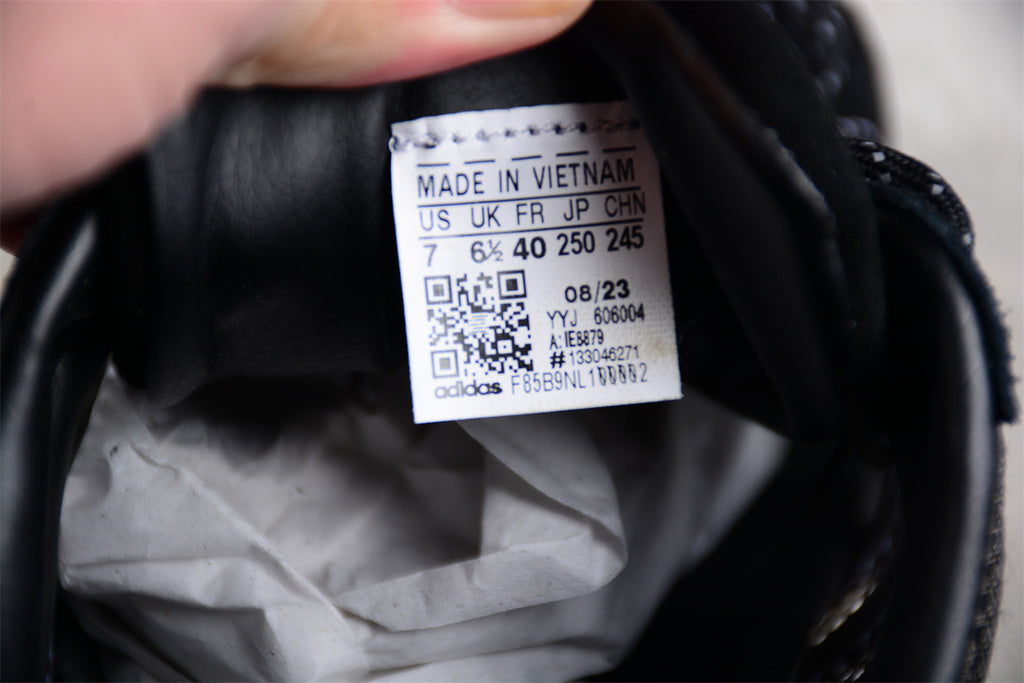 MADE IN VIETNAM
US UK FR JP CHN
7 6½ 40 250 245
08/23
YYJ 606004
A: IE8879
#133046271
adidas F85B9NL100002